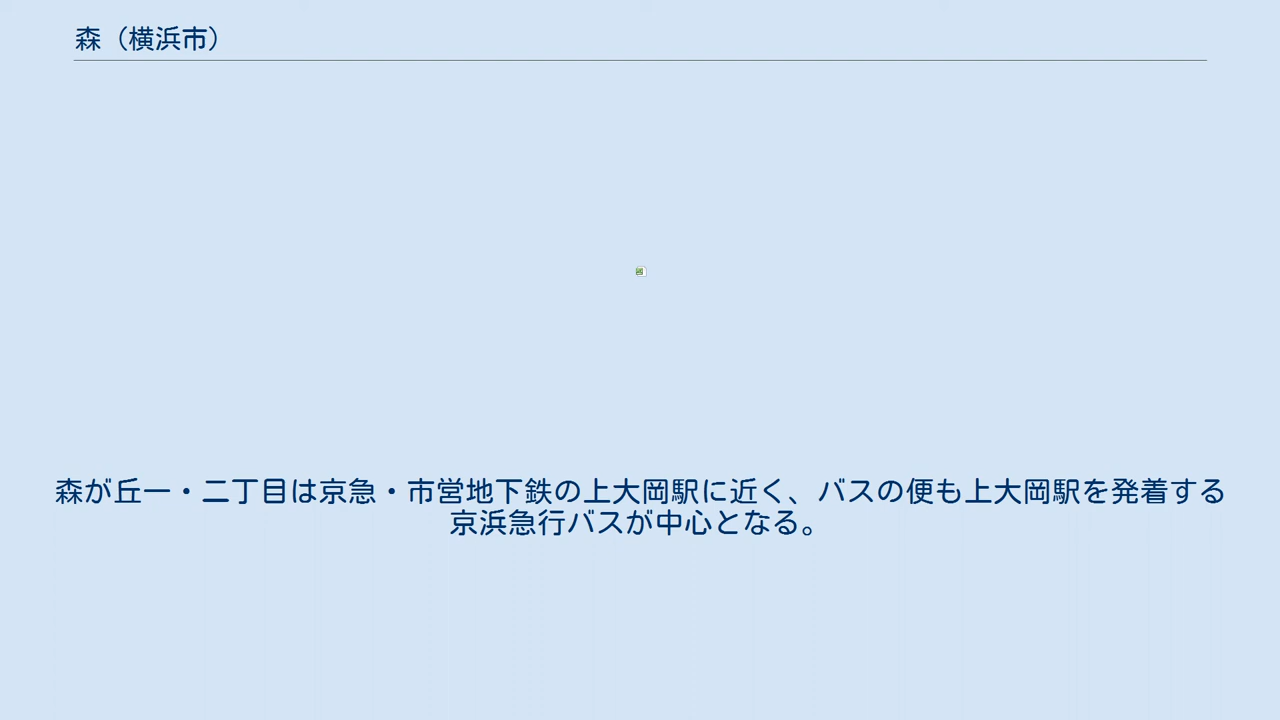 森（横浜市）
森が丘一・二丁目は京急・市営地下鉄の上大岡駅に近く、バスの便も上大岡駅を発着する
京浜急行バスが中心となる。